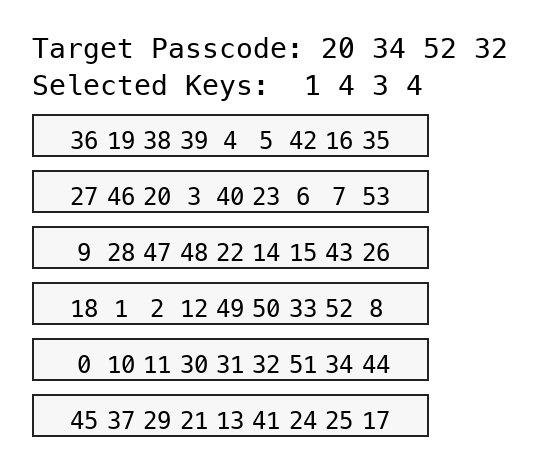 Target Passcode: 20 34 52 32
Selected Keys: 1 4 3 4
36 19 38 39 4 5 42 16 35
27 46 20 3 40 23 6 7 53
9 28 47 48 22 14 15 43 26
18 1 2 12 49 50 33 52 8
0 10 11 30 31 32 51 34 44
45 37 29 21 13 41 24 25 17